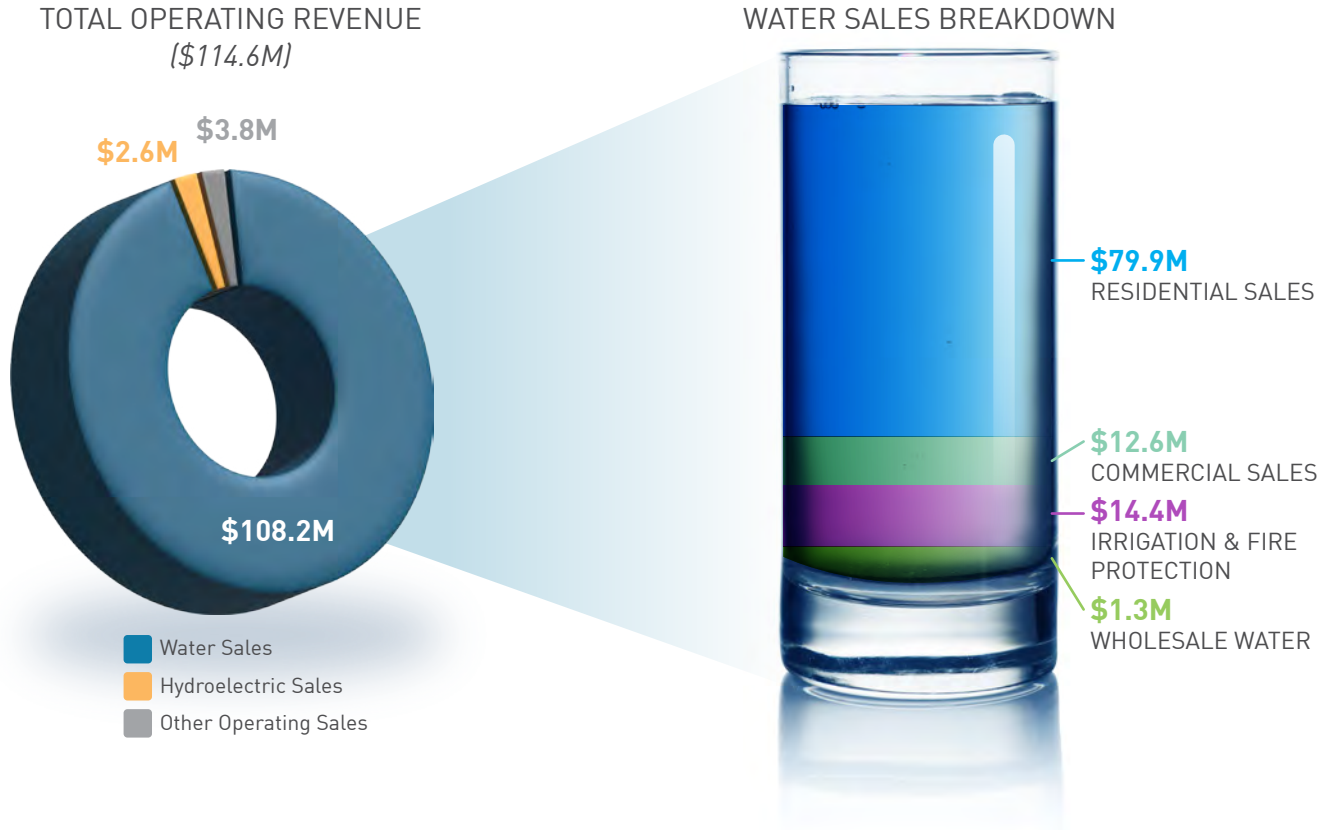 TOTAL OPERATING REVENUE
($114.6M)
$2.6M
$3.8M
$108.2M
Water Sales
Hydroelectric Sales
Other Operating Sales
WATER SALES BREAKDOWN
$79.9M
RESIDENTIAL SALES
$12.6M
COMMERCIAL SALES
$14.4M
IRRIGATION & FIRE
PROTECTION
$1.3M
WHOLESALE WATER